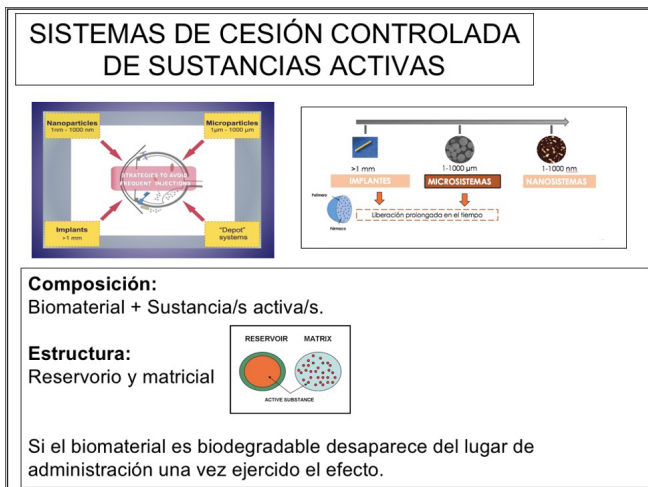 SISTEMAS DE CESIÓN CONTROLADA
DE SUSTANCIAS ACTIVAS
Nanoparticles
1nm - 1000 nm
Microparticles
1µm - 1000 µm
STRATEGIES TO AVOID
FREQUENT INJECTIONS
Implants
>1 mm
"Depot"
systems
>1 mm
1-1000 µm
1-1000 nm
IMPLANTES
MICROSISTEMAS
NANOSISTEMAS
Polímero
Liberación prolongada en el tiempo
Fármaco
Composición:
Biomaterial + Sustancia/s activa/s.
Estructura:
Reservorio y matricial
RESERVOIR
MATRIX
ACTIVE SUBSTANCE
Si el biomaterial es biodegradable desaparece del lugar de
administración una vez ejercido el efecto.